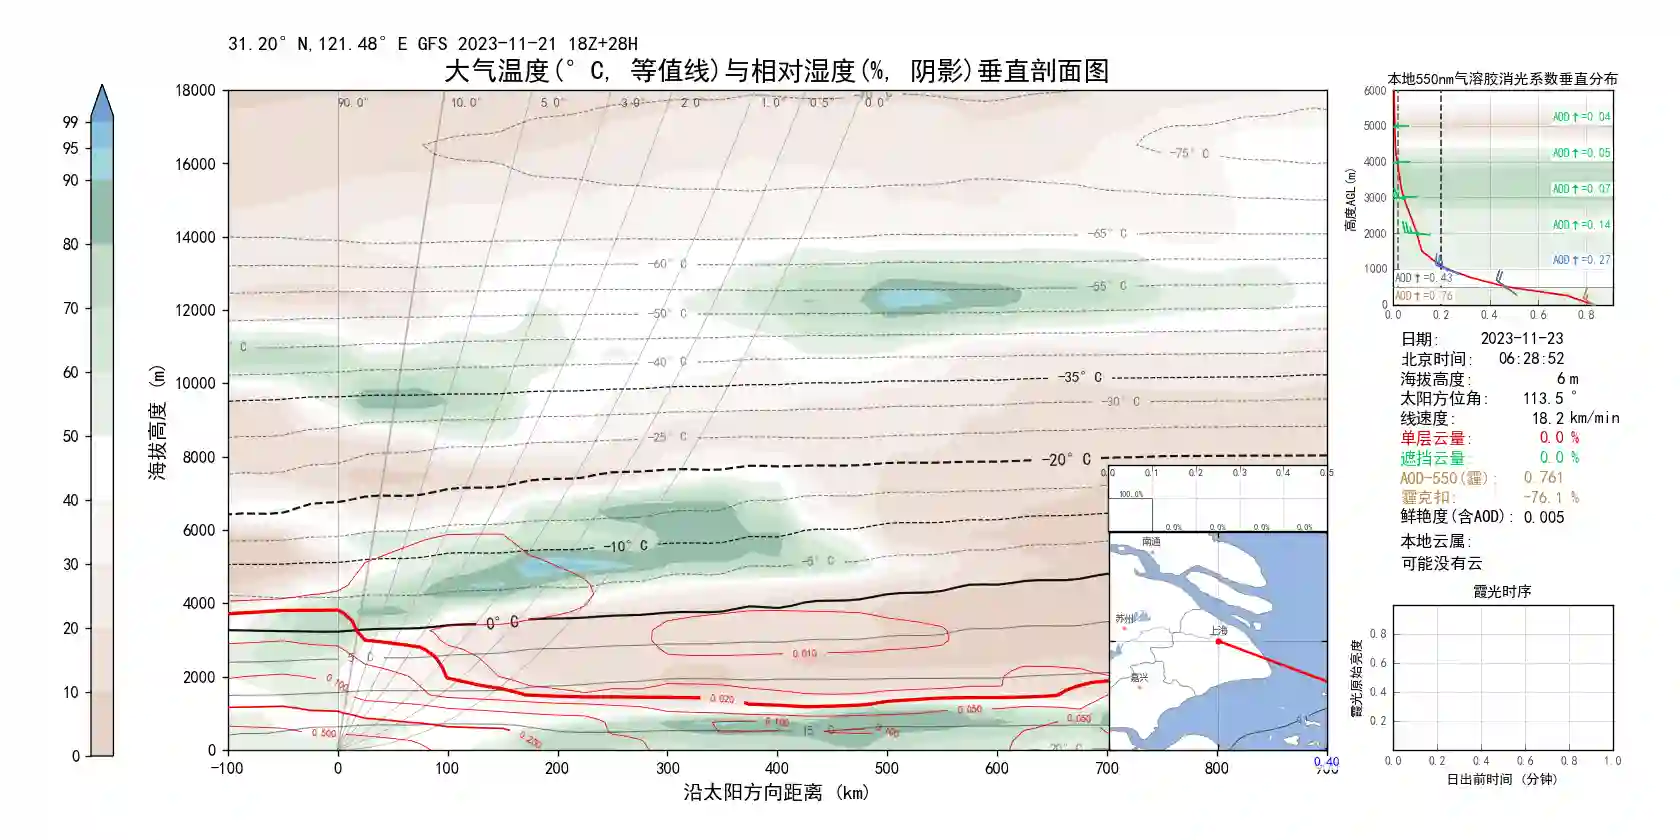 31.20° N,121.48° E GFS 2023-11-21 18Z+28H
大气温度(° C, 等值线)与相对湿度(%, 阴影)垂直剖面图
99
95
90
80
70
60
50
40
30
20
10
0
海拔高度 (m)
18000
16000
14000
12000
10000
8000
6000
4000
2000
0
90.0°
10.0°
5.0°
3.0°
2.0°
1.0°
0.5°
0.0°
-75° C
-65° C
-60° C
-55° C
-50° C
-40 C
-35° C
-30° C
-25° C
-20° C
-10° C
-5° C
0° C
5 C
15 C
20° C
0.010
0.020
0.050
0.050
0.100
0.100
0.100
0.200
0.500
-100
0
100
200
300
400
500
600
700
800
0.40
沿太阳方向距离 (km)
0.0 0.1 0.2 0.3 0.4 0.5
100.0%
0.0% 0.0% 0.0% 0.0%
南通
苏州
上海
嘉兴
本地550nm气溶胶消光系数垂直分布
高度AGL(m)
6000
5000
4000
3000
2000
1000
0
AOD↑=0.04
AOD↑=0.05
AOD↑=0.07
AOD↑=0.14
AOD↑=0.27
AOD↑=0.43
AOD↑=0.76
0.0 0.2 0.4 0.6 0.8
日期: 2023-11-23
北京时间: 06:28:52
海拔高度: 6 m
太阳方位角: 113.5 °
线速度: 18.2 km/min
单层云量: 0.0 %
遮挡云量: 0.0 %
AOD-550(霾): 0.761
霾克扣: -76.1 %
鲜艳度(含AOD): 0.005
本地云属:
可能没有云
霞光时序
霞光原始亮度
0.8
0.6
0.4
0.2
0.0 0.2 0.4 0.6 0.8 1.0
日出前时间 (分钟)